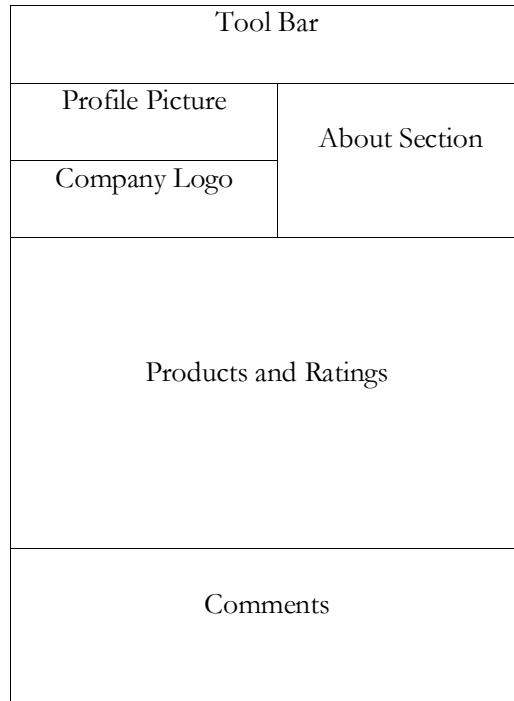 Tool Bar
Profile Picture
About Section
Company Logo
Products and Ratings
Comments